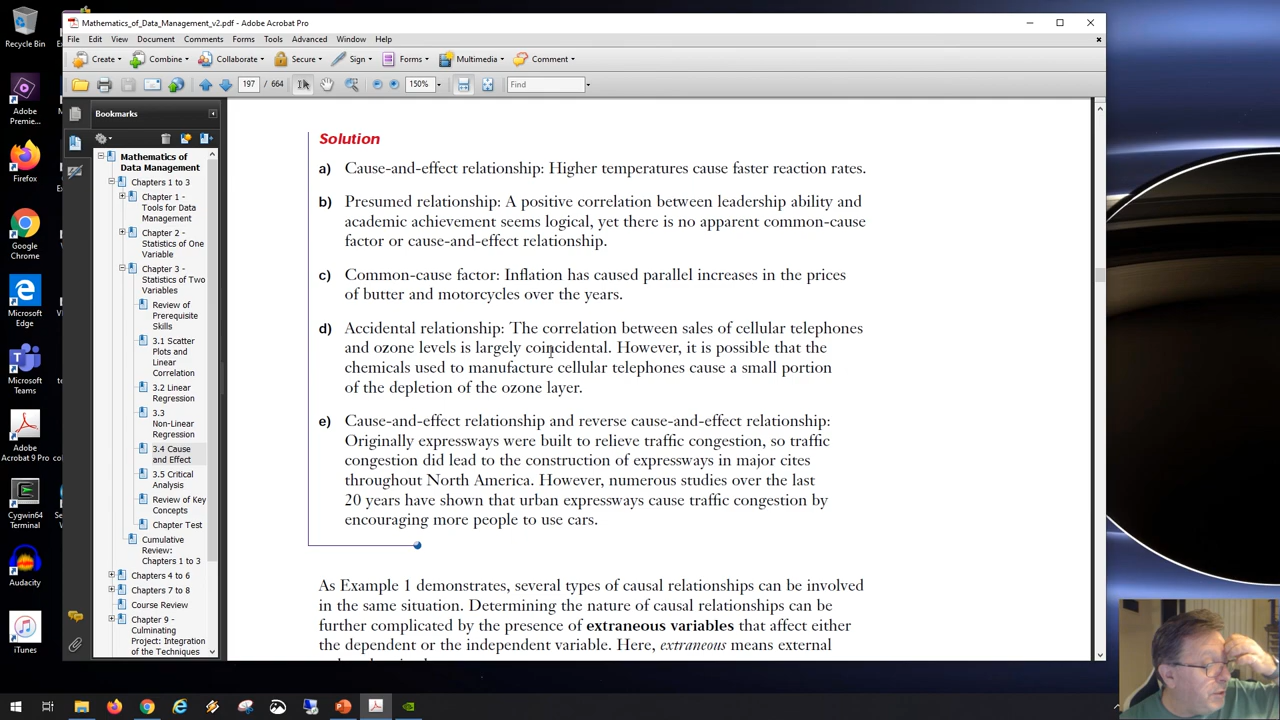 Recycle Bin
Adobe Premie...
Firefox
Google Chrome
Microsoft Edge
Microsoft Teams
Adobe Acrobat 9 Pro
Cygwin64 Terminal
Audacity
iTunes
Mathematics_of_Data_Management_v2.pdf - Adobe Acrobat Pro
File Edit View Document Comments Forms Tools Advanced Window Help
Create Combine Collaborate Secure Sign Forms Multimedia Comment
197 / 664 150% Find
Bookmarks
Mathematics of
Data Management
Chapters 1 to 3
Chapter 1 -
Tools for Data
Management
Chapter 2 -
Statistics of One
Variable
Chapter 3 -
Statistics of Two
Variables
Review of
Prerequisite
Skills
3.1 Scatter
Plots and
Linear
Correlation
3.2 Linear
Regression
3.3
Non-Linear
Regression
3.4 Cause
and Effect
3.5 Critical
Analysis
Review of Key
Concepts
Chapter Test
Cumulative
Review:
Chapters 1 to 3
Chapters 4 to 6
Chapters 7 to 8
Course Review
Chapter 9 -
Culminating
Project: Integration
of the Techniques
Solution
a) Cause-and-effect relationship: Higher temperatures cause faster reaction rates.
b) Presumed relationship: A positive correlation between leadership ability and
academic achievement seems logical, yet there is no apparent common-cause
factor or cause-and-effect relationship.
c) Common-cause factor: Inflation has caused parallel increases in the prices
of butter and motorcycles over the years.
d) Accidental relationship: The correlation between sales of cellular telephones
and ozone levels is largely coincidental. However, it is possible that the
chemicals used to manufacture cellular telephones cause a small portion
of the depletion of the ozone layer.
e) Cause-and-effect relationship and reverse cause-and-effect relationship:
Originally expressways were built to relieve traffic congestion, so traffic
congestion did lead to the construction of expressways in major cites
throughout North America. However, numerous studies over the last
20 years have shown that urban expressways cause traffic congestion by
encouraging more people to use cars.
As Example 1 demonstrates, several types of causal relationships can be involved
in the same situation. Determining the nature of causal relationships can be
further complicated by the presence of extraneous variables that affect either
the dependent or the independent variable. Here, extraneous means external